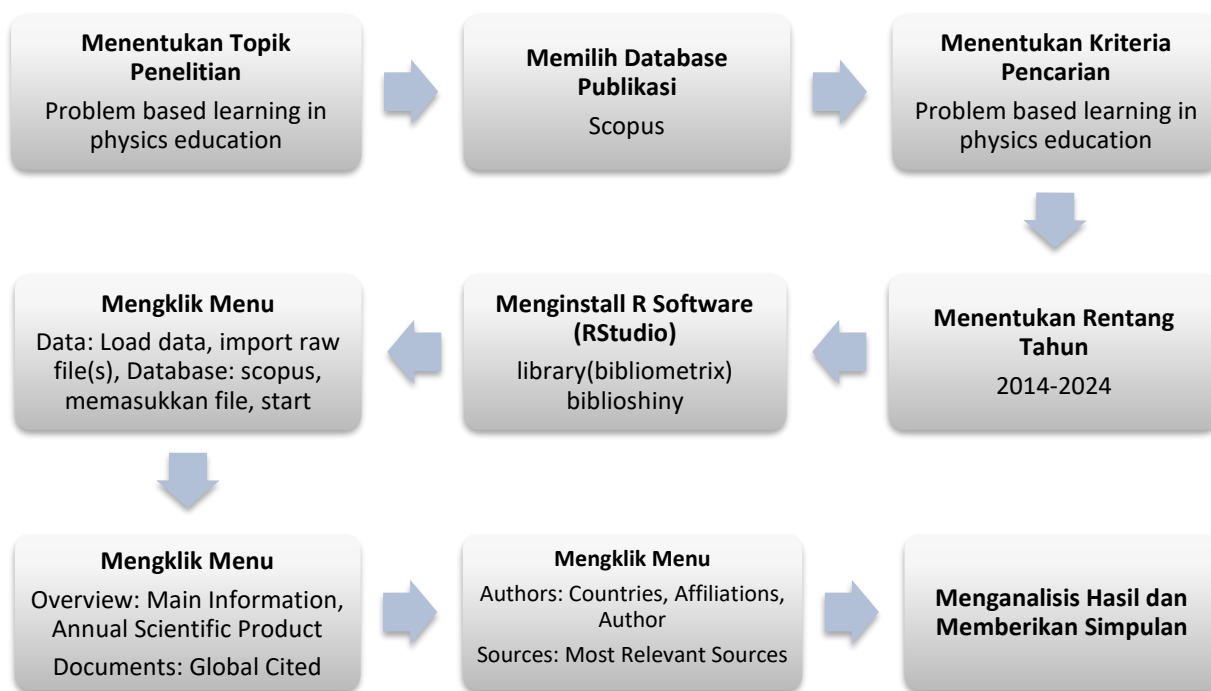 Menentukan Topik
Penelitian
Problem based learning in
physics education
Memilih Database
Publikasi
Scopus
Menentukan Kriteria
Pencarian
Problem based learning in
physics education
Menentukan Rentang
Tahun
2014-2024
Menginstall R Software
(RStudio)
library(bibliometrix)
biblioshiny
Mengklik Menu
Data: Load data, import raw
file(s), Database: scopus,
memasukkan file, start
Mengklik Menu
Overview: Main Information,
Annual Scientific Product
Documents: Global Cited
Mengklik Menu
Authors: Countries, Affiliations,
Author
Sources: Most Relevant Sources
Menganalisis Hasil dan
Memberikan Simpulan